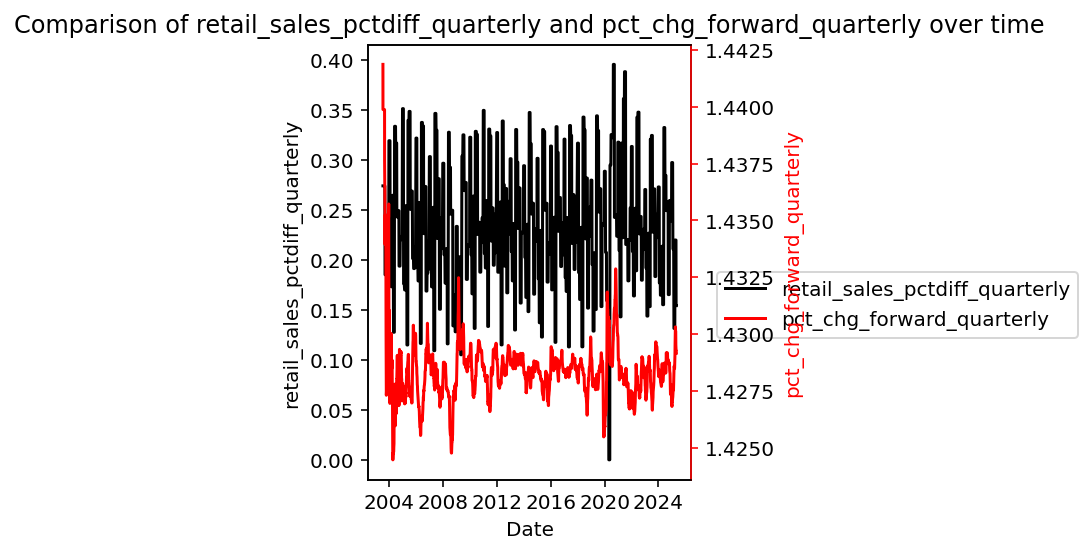 Comparison of retail_sales_pctdiff_quarterly and pct_chg_forward_quarterly over time
retail_sales_pctdiff_quarterly
0.40
0.35
0.30
0.25
0.20
0.15
0.10
0.05
0.00
1.4425
1.4400
1.4375
1.4350
1.4325
1.4300
1.4275
1.4250
pct_chg_forward_quarterly
retail_sales_pctdiff_quarterly
pct_chg_forward_quarterly
2004 2008 2012 2016 2020 2024
Date